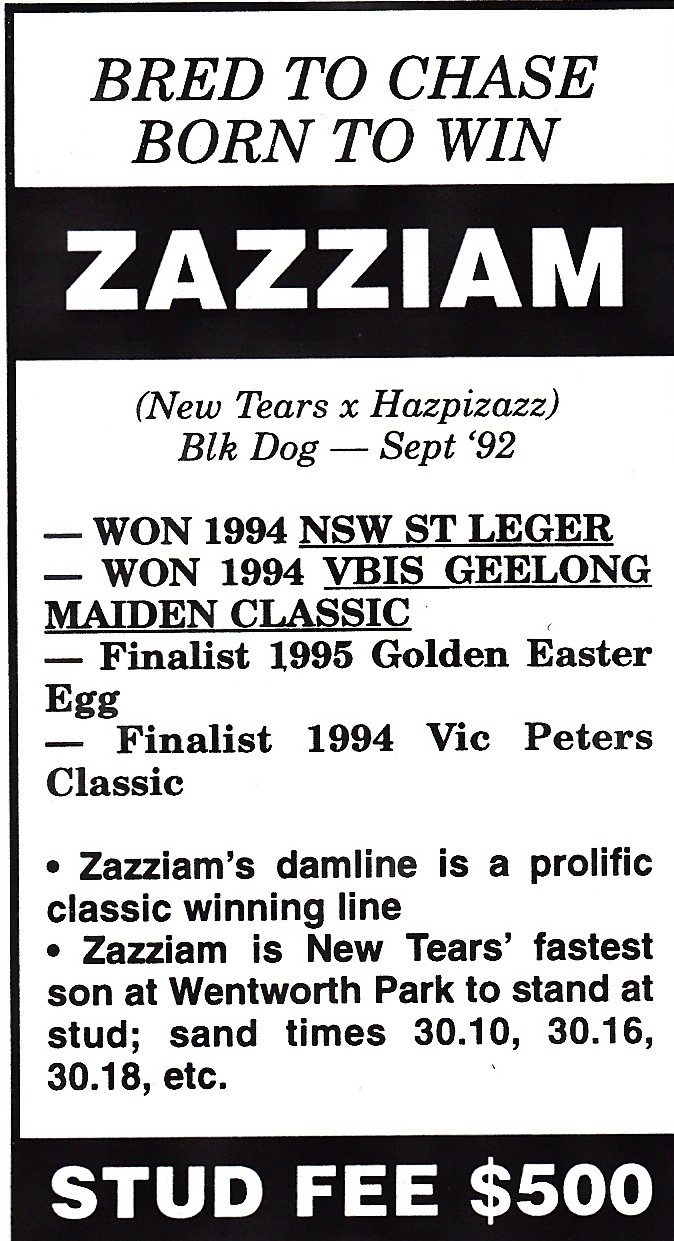 BRED TO CHASE
BORN TO WIN
ZAZZIAM
(New Tears x Hazpizazz)
Blk Dog — Sept ‘92
— WON 1994 NSW ST LEGER
— WON 1994 VBIS GEELONG
MAIDEN CLASSIC
— Finalist 1995 Golden Easter
Egg
— Finalist 1994 Vic Peters
Classic
• Zazziam’s damline is a prolific
classic winning line
• Zazziam is New Tears’ fastest
son at Wentworth Park to stand at
stud; sand times 30.10, 30.16,
30.18, etc.
STUD FEE $500